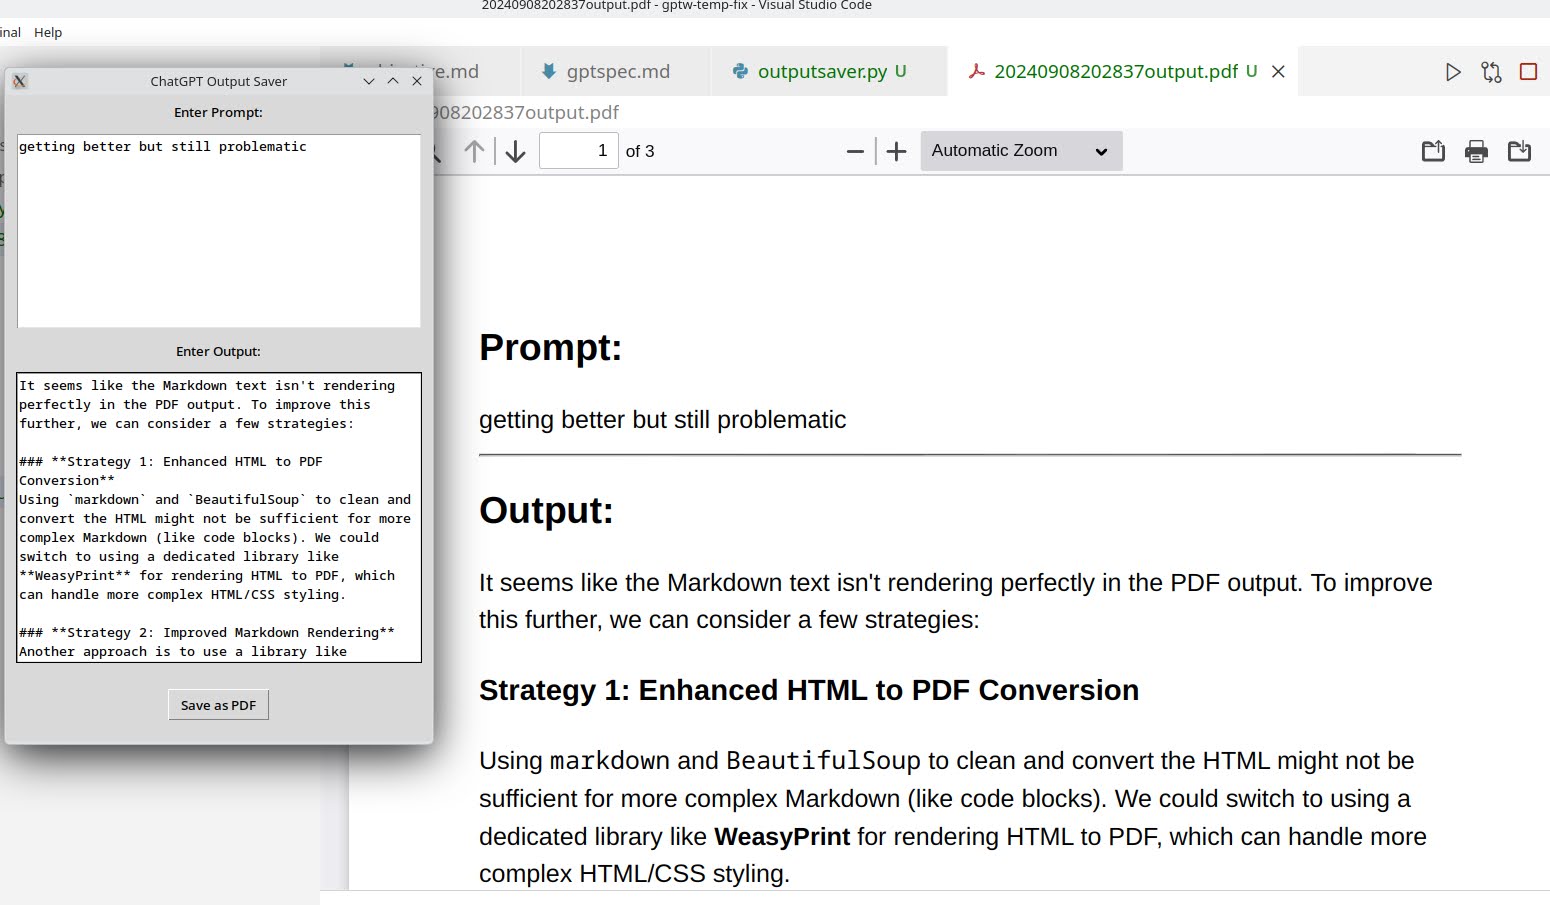 20240908202837output.pdf - gptw-temp-fix - Visual Studio Code
Help
.md
gptspec.md
outputsaver.py U
20240908202837output.pdf U
908202837output.pdf
1 of 3
Automatic Zoom
ChatGPT Output Saver
Enter Prompt:
getting better but still problematic
Enter Output:
It seems like the Markdown text isn't rendering
perfectly in the PDF output. To improve this
further, we can consider a few strategies:
### **Strategy 1: Enhanced HTML to PDF
Conversion**
Using `markdown` and `BeautifulSoup` to clean and
convert the HTML might not be sufficient for more
complex Markdown (like code blocks). We could
switch to using a dedicated library like
**WeasyPrint** for rendering HTML to PDF, which
can handle more complex HTML/CSS styling.
### **Strategy 2: Improved Markdown Rendering**
Another approach is to use a library like
Save as PDF
Prompt:
getting better but still problematic
Output:
It seems like the Markdown text isn't rendering perfectly in the PDF output. To improve
this further, we can consider a few strategies:
Strategy 1: Enhanced HTML to PDF Conversion
Using markdown and BeautifulSoup to clean and convert the HTML might not be
sufficient for more complex Markdown (like code blocks). We could switch to using a
dedicated library like WeasyPrint for rendering HTML to PDF, which can handle more
complex HTML/CSS styling.